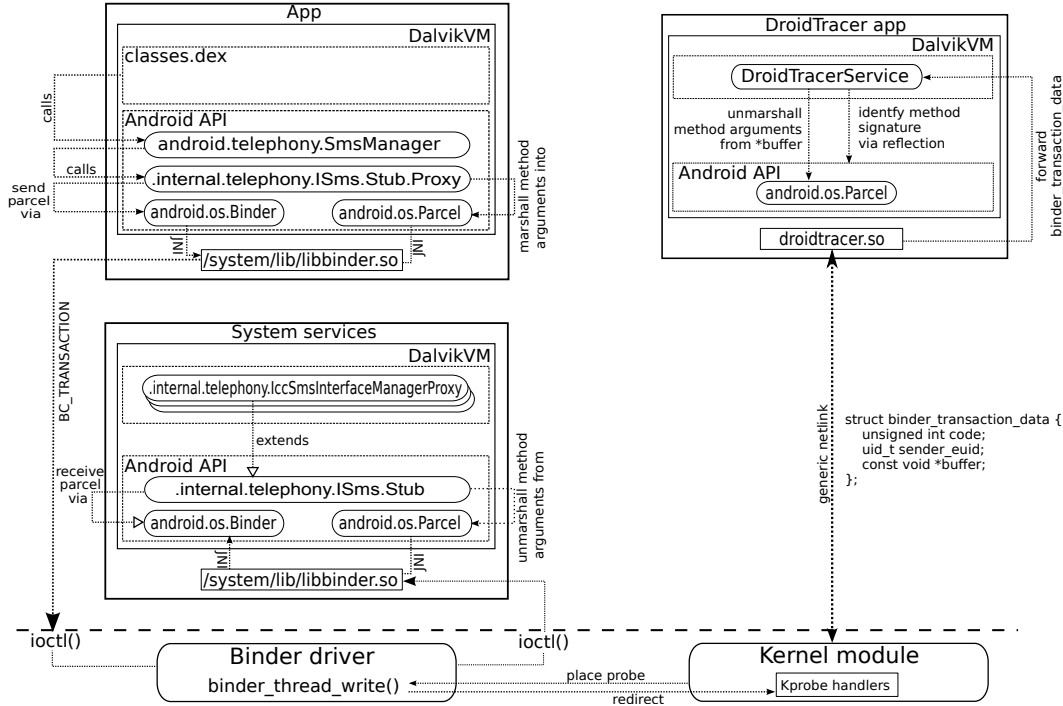 App
DalvikVM
classes.dex
calls
Android API
android.telephony.SmsManager
calls
.internal.telephony.ISms.Stub.Proxy
send
parcel
via
android.os.Binder
android.os.Parcel
marshall method
arguments into
JNI
JNI
/system/lib/libbinder.so
BC_TRANSACTION
System services
DalvikVM
.internal.telephony.IccSmsInterfaceManagerProxy
extends
Android API
receive
parcel
via
.internal.telephony.ISms.Stub
android.os.Binder
android.os.Parcel
unmarshall method
arguments from
JNI
JNI
/system/lib/libbinder.so
DroidTracer app
DalvikVM
DroidTracerService
unmarshall
method arguments
from *buffer
identfy method
signature
via reflection
Android API
android.os.Parcel
forward
binder_transaction_data
droidtracer.so
generic netlink
struct binder_transaction_data {
unsigned int code;
uid_t sender_euid;
const void *buffer;
};
ioctl()
ioctl()
Binder driver
binder_thread_write()
place probe
redirect
Kernel module
Kprobe handlers